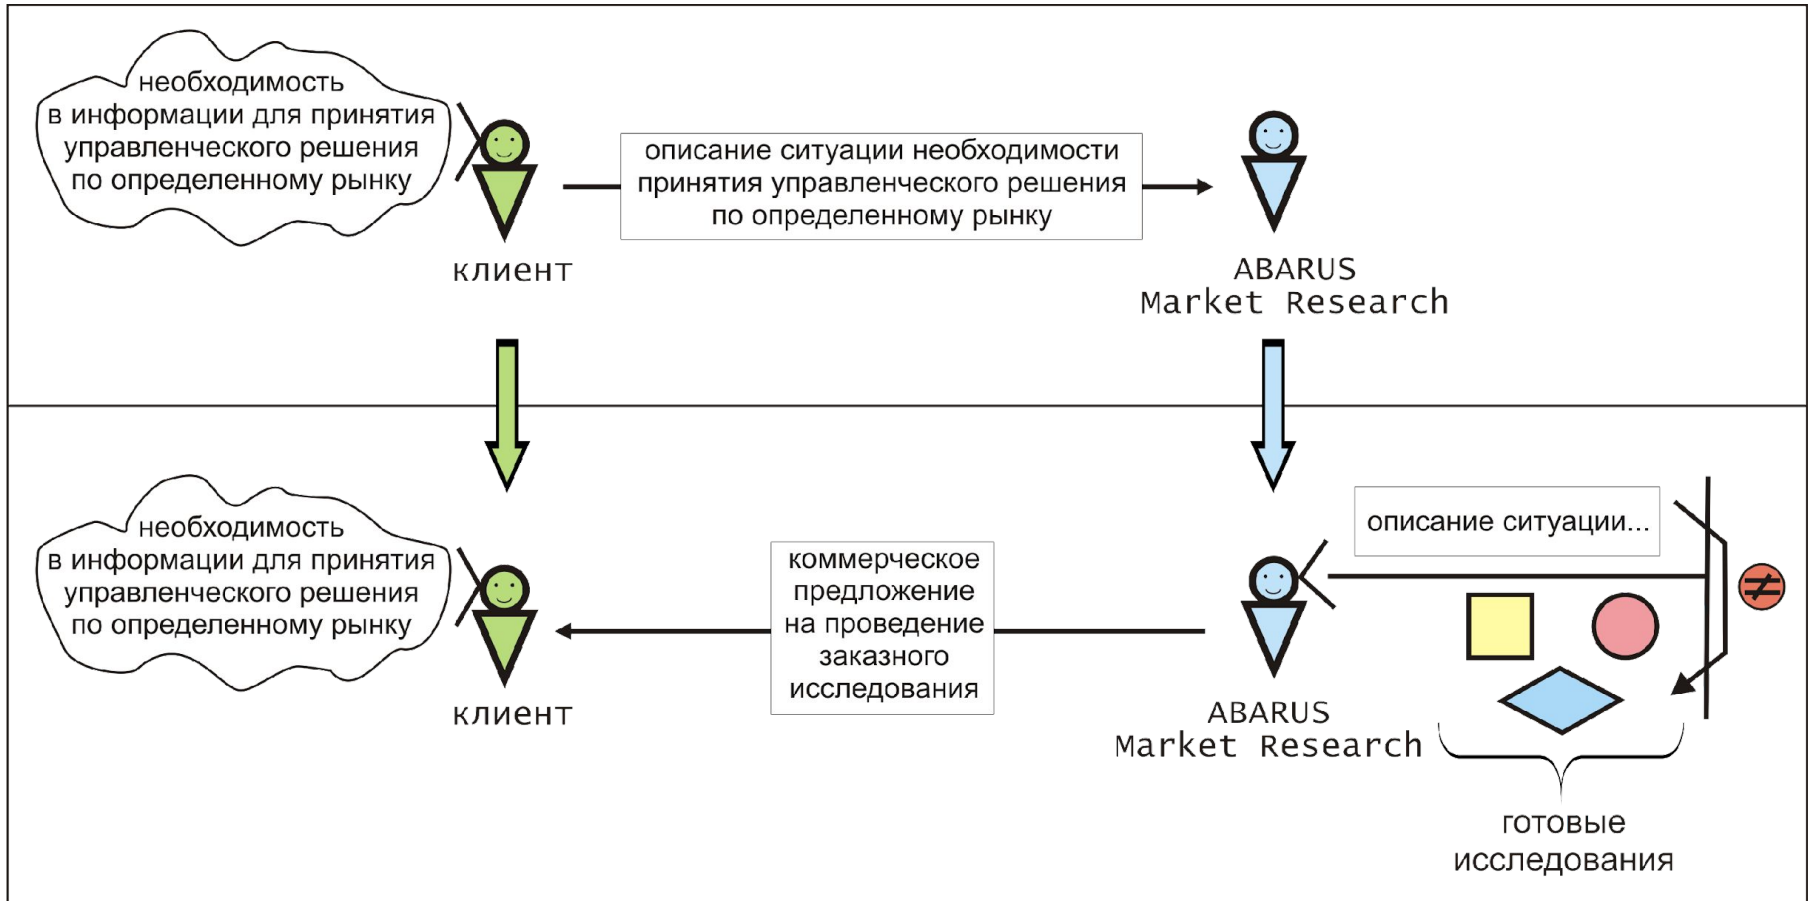 необходимость
в информации для принятия
управленческого решения
по определенному рынку
описание ситуации необходимости
принятия управленческого решения
по определенному рынку
клиент
ABARUS
Market Research
необходимость
в информации для принятия
управленческого решения
по определенному рынку
коммерческое
предложение
на проведение
заказного
исследования
описание ситуации...
≠
клиент
ABARUS
Market Research
готовые
исследования